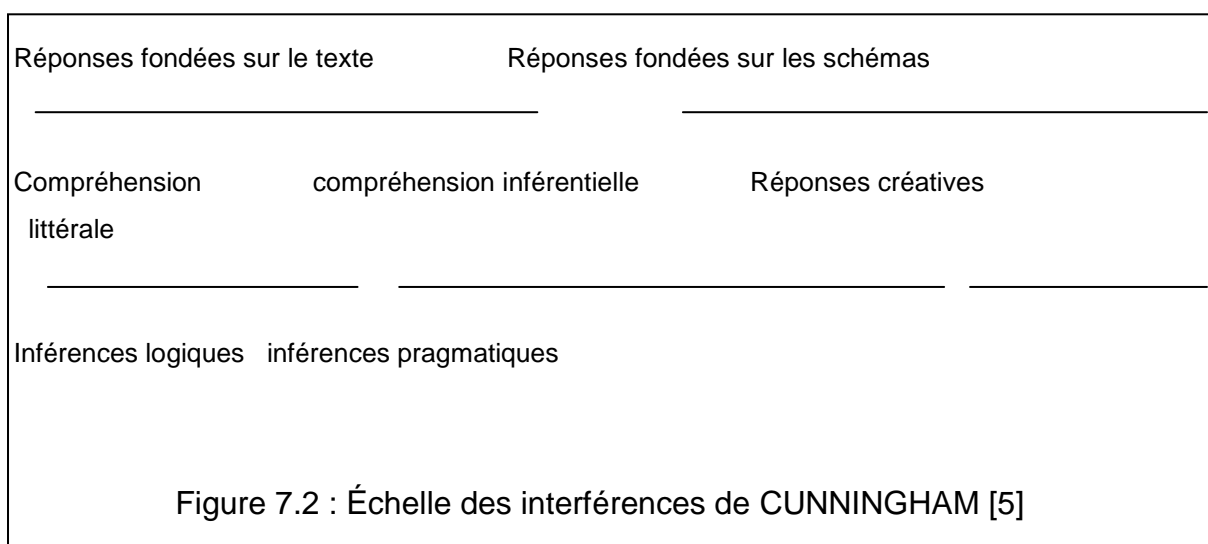 Réponses fondées sur le texte Réponses fondées sur les schémas
Compréhension compréhension inférentielle Réponses créatives
littérale
Inférences logiques inférences pragmatiques
Figure 7.2 : Échelle des interférences de CUNNINGHAM [5]